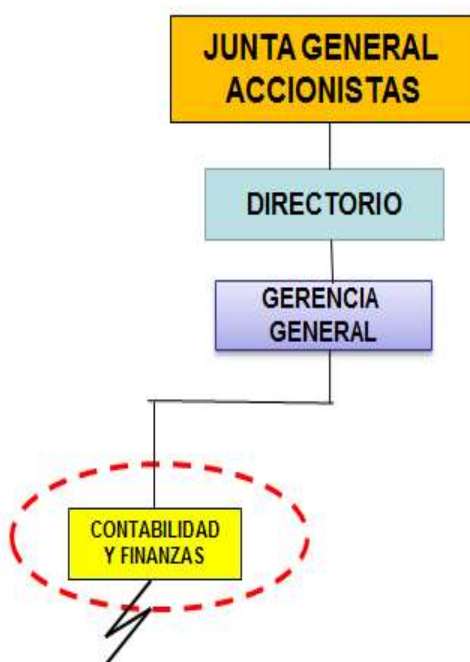 JUNTA GENERAL
ACCIONISTAS
DIRECTORIO
GERENCIA
GENERAL
CONTABILIDAD
Y FINANZAS